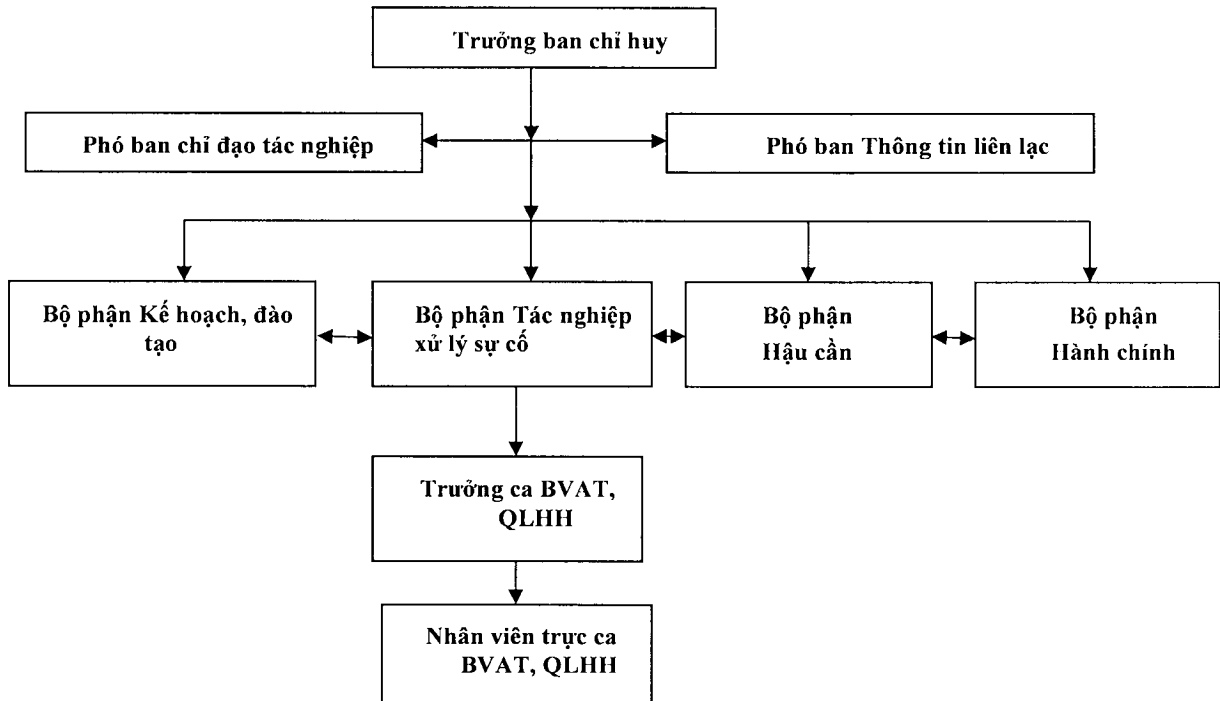 Trưởng ban chỉ huy
Phó ban chỉ đạo tác nghiệp
Phó ban Thông tin liên lạc
Bộ phận Kế hoạch, đào
tạo
Bộ phận Tác nghiệp
xử lý sự cố
Bộ phận
Hậu cần
Bộ phận
Hành chính
Trưởng ca BVAT,
QLHH
Nhân viên trực ca
BVAT, QLHH